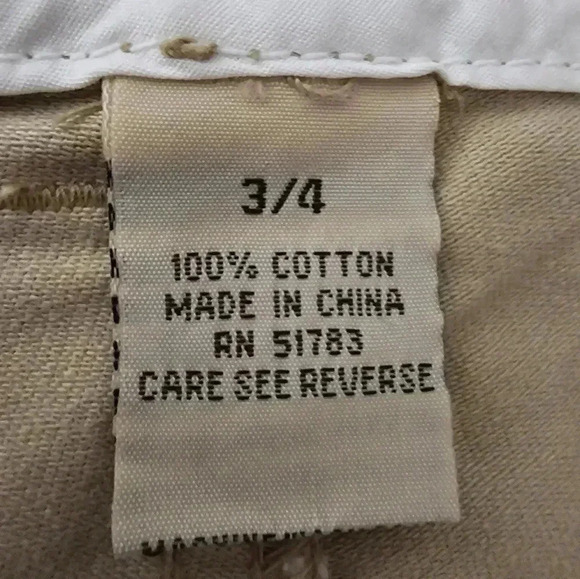 3/4
100% COTTON
MADE IN CHINA
RN 51783
CARE SEE REVERSE